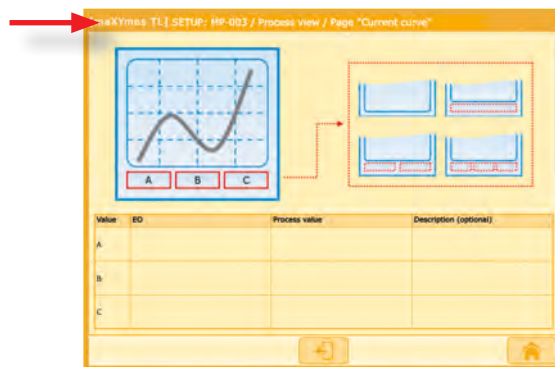 maXYmos TL | SETUP: MP-003 / Process view / Page "Current curve"
A B C
Value EO Process value Description (optional)
A
B
C